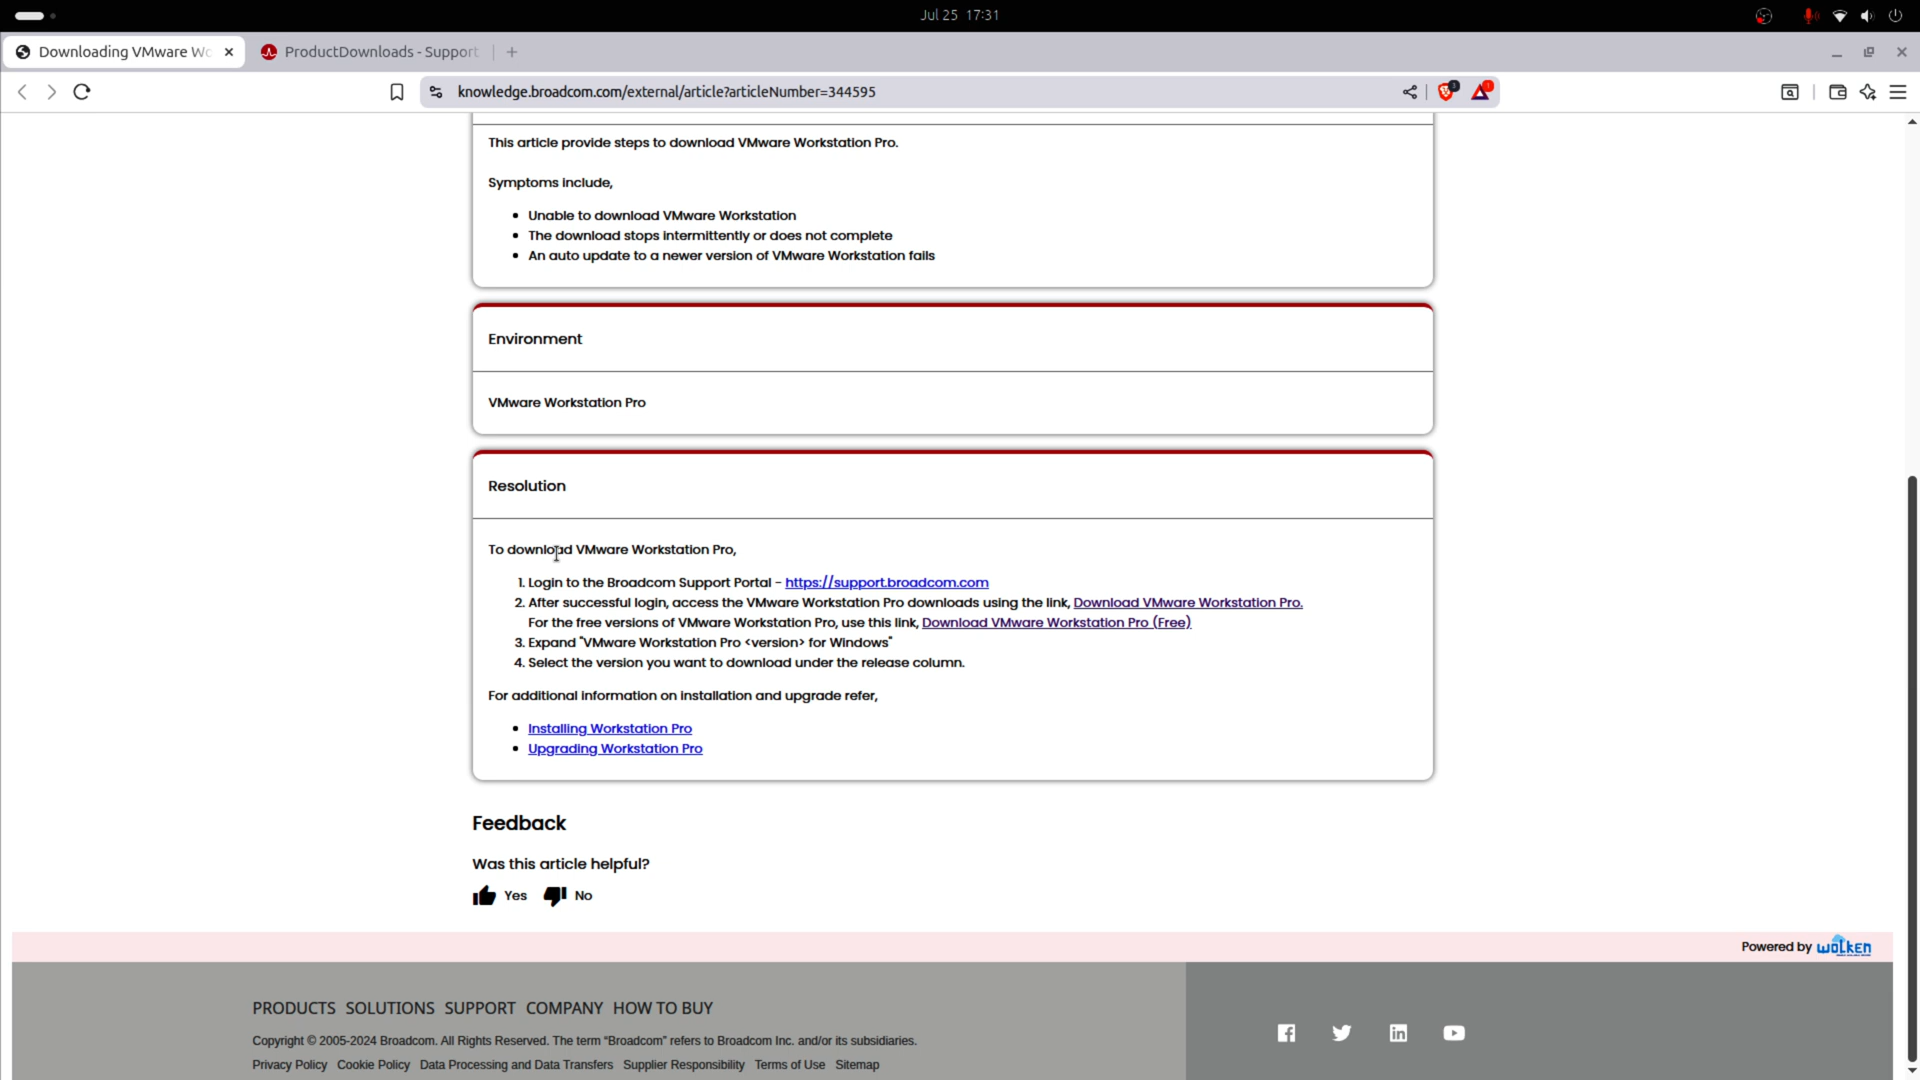 Jul 25 17:31
Downloading VMware Wo
ProductDownloads - Support
knowledge.broadcom.com/external/article?articleNumber=344595
This article provide steps to download VMware Workstation Pro.
Symptoms include,
Unable to download VMware Workstation
The download stops intermittently or does not complete
An auto update to a newer version of VMware Workstation fails
Environment
VMware Workstation Pro
Resolution
To download VMware Workstation Pro,
1. Login to the Broadcom Support Portal - https://support.broadcom.com
2. After successful login, access the VMware Workstation Pro downloads using the link, Download VMware Workstation Pro.
For the free versions of VMware Workstation Pro, use this link, Download VMware Workstation Pro (Free)
3. Expand "VMware Workstation Pro <version> for Windows"
4. Select the version you want to download under the release column.
For additional information on installation and upgrade refer,
Installing Workstation Pro
Upgrading Workstation Pro
Feedback
Was this article helpful?
Yes No
Powered by wolken
PRODUCTS SOLUTIONS SUPPORT COMPANY HOW TO BUY
Copyright © 2005-2024 Broadcom. All Rights Reserved. The term “Broadcom” refers to Broadcom Inc. and/or its subsidiaries.
Privacy Policy Cookie Policy Data Processing and Data Transfers Supplier Responsibility Terms of Use Sitemap